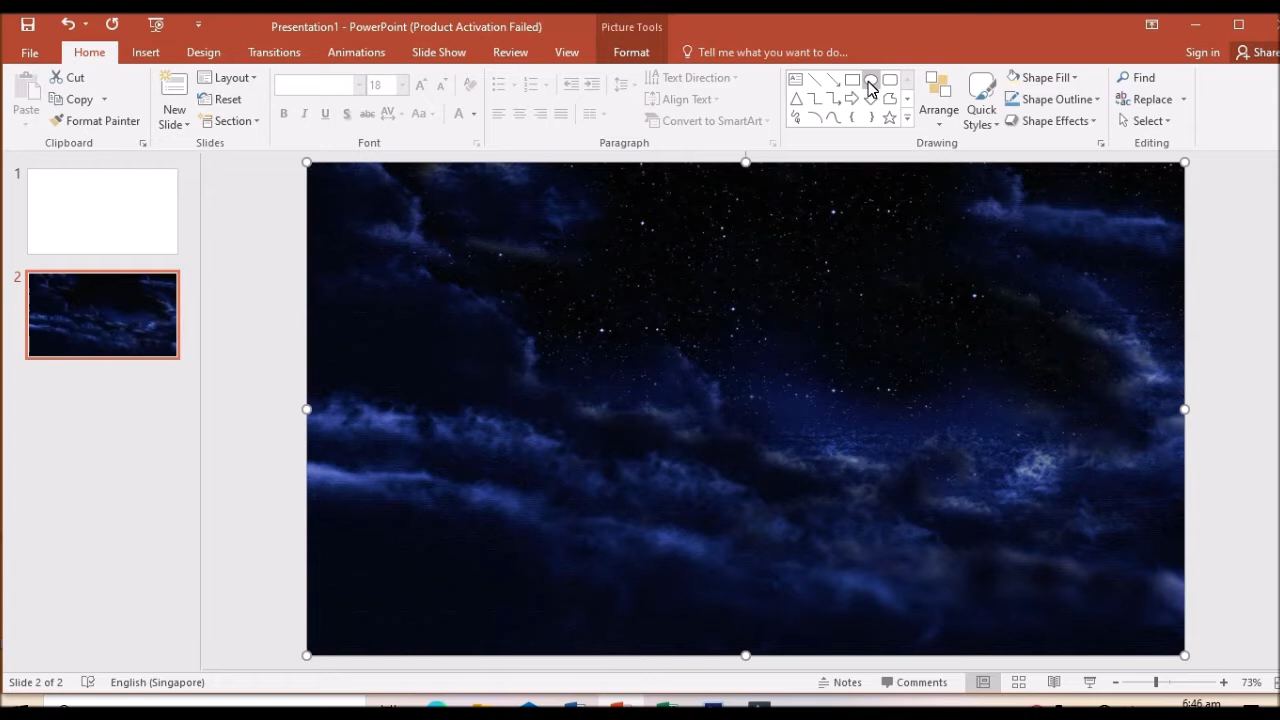 Presentation1 - PowerPoint (Product Activation Failed)
Picture Tools
File
Home
Insert
Design
Transitions
Animations
Slide Show
Review
View
Format
Tell me what you want to do...
Sign in
Share
Paste
Cut
Copy
Format Painter
Clipboard
New
Slide
Layout
Reset
Section
Slides
18
Font
Text Direction
Align Text
Convert to SmartArt
Paragraph
Arrange
Quick
Styles
Shape Fill
Shape Outline
Shape Effects
Drawing
Find
Replace
Select
Editing
1
2
Slide 2 of 2
English (Singapore)
Notes
Comments
73%
6:46 am